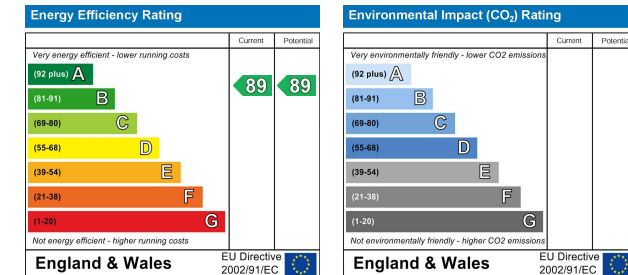 Energy Efficiency Rating
Current Potential
Very energy efficient - lower running costs
(92 plus) A
(81-91) B
(69-80) C
(55-68) D
(39-54) E
(21-38) F
(1-20) G
89 89
Not energy efficient - higher running costs
England & Wales
EU Directive
2002/91/EC
Environmental Impact (CO₂) Rating
Current Potentia
Very environmentally friendly - lower CO2 emissions
(92 plus) A
(81-91) B
(69-80) C
(55-68) D
(39-54) E
(21-38) F
(1-20) G
Not environmentally friendly - higher CO2 emissions
England & Wales
EU Directive
2002/91/EC